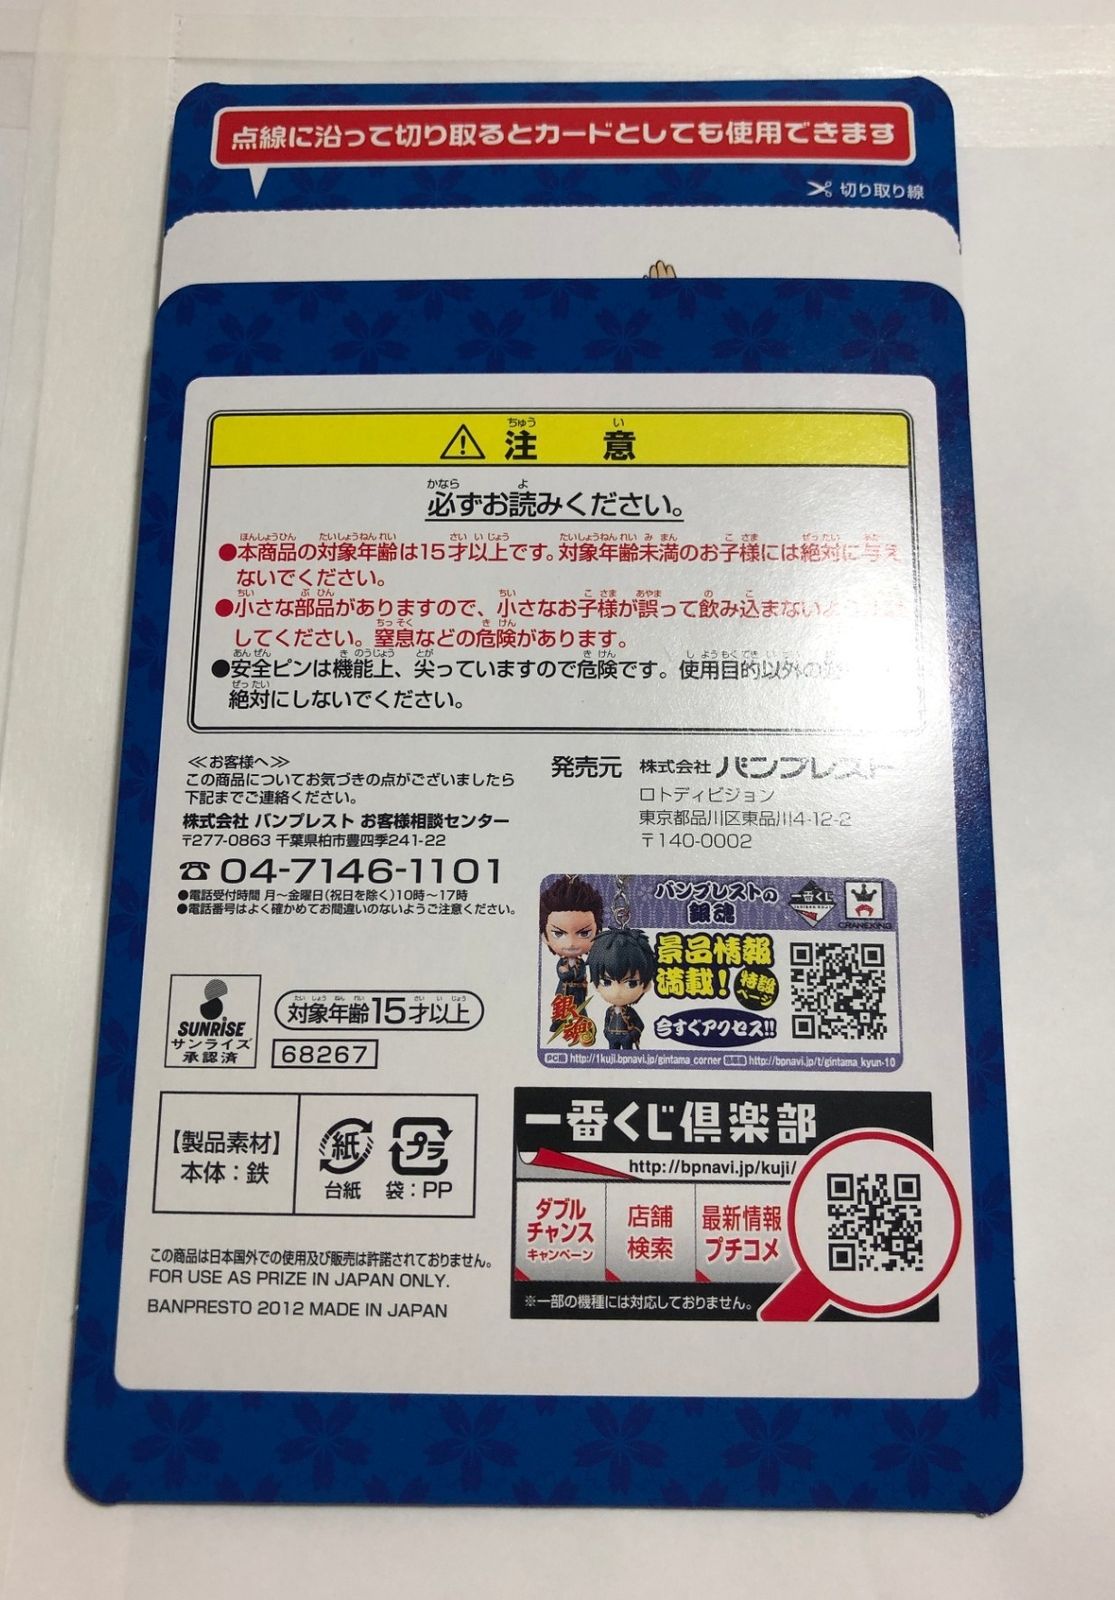 点線に沿って切り取るとカードとしても使用できます
切り取り線
注意
必ずお読みください。
●本商品の対象年齢は15才以上です。対象年齢未満のお子様には絶対に与え
ないでください。
●小さな部品がありますので、小さなお子様が誤って飲み込まない
してください。窒息などの危険があります。
●安全ピンは機能上、尖っていますので危険です。使用目的以外の
絶対にしないでください。
≪お客様へ≫
この商品についてお気づきの点がございましたら
下記までご連絡ください。
株式会社 バンプレスト お客様相談センター
〒277-0863 千葉県柏市豊四季241-22
☎04-7146-1101
●電話受付時間 月〜金曜日(祝日を除く)10時〜17時
●電話番号はよく確かめてお間違いのないようご注意ください。
発売元 株式会社 バンプレスト
ロトディビジョン
東京都品川区東品川4-12-2
〒140-0002
バンプレストの
銀魂
一番くじ
CRANEKING
景品情報
満載!
特設
ページ
今すぐアクセス!!
銀魂
PC版 http://1kuji.bpnavi.jp/gintama_corner
http://bpnavi.jp/t/gintama_kyun-10
SUNRISE
サンライズ
承認済
対象年齢15才以上
68267
【製品素材】
本体:鉄
紙
台紙
プラ
袋:PP
一番くじ倶楽部
http://bpnavi.jp/kuji/
ダブル
チャンス
キャンペーン
店舗
検索
最新情報
プチコメ
※一部の機種には対応しておりません。
この商品は日本国外での使用及び販売は許諾されておりません。
FOR USE AS PRIZE IN JAPAN ONLY.
BANPRESTO 2012 MADE IN JAPAN